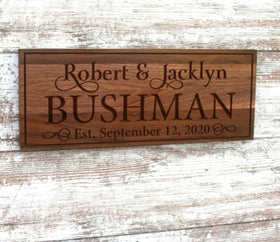 Robert & Jacklyn
BUSHMAN
Est. September 12, 2020